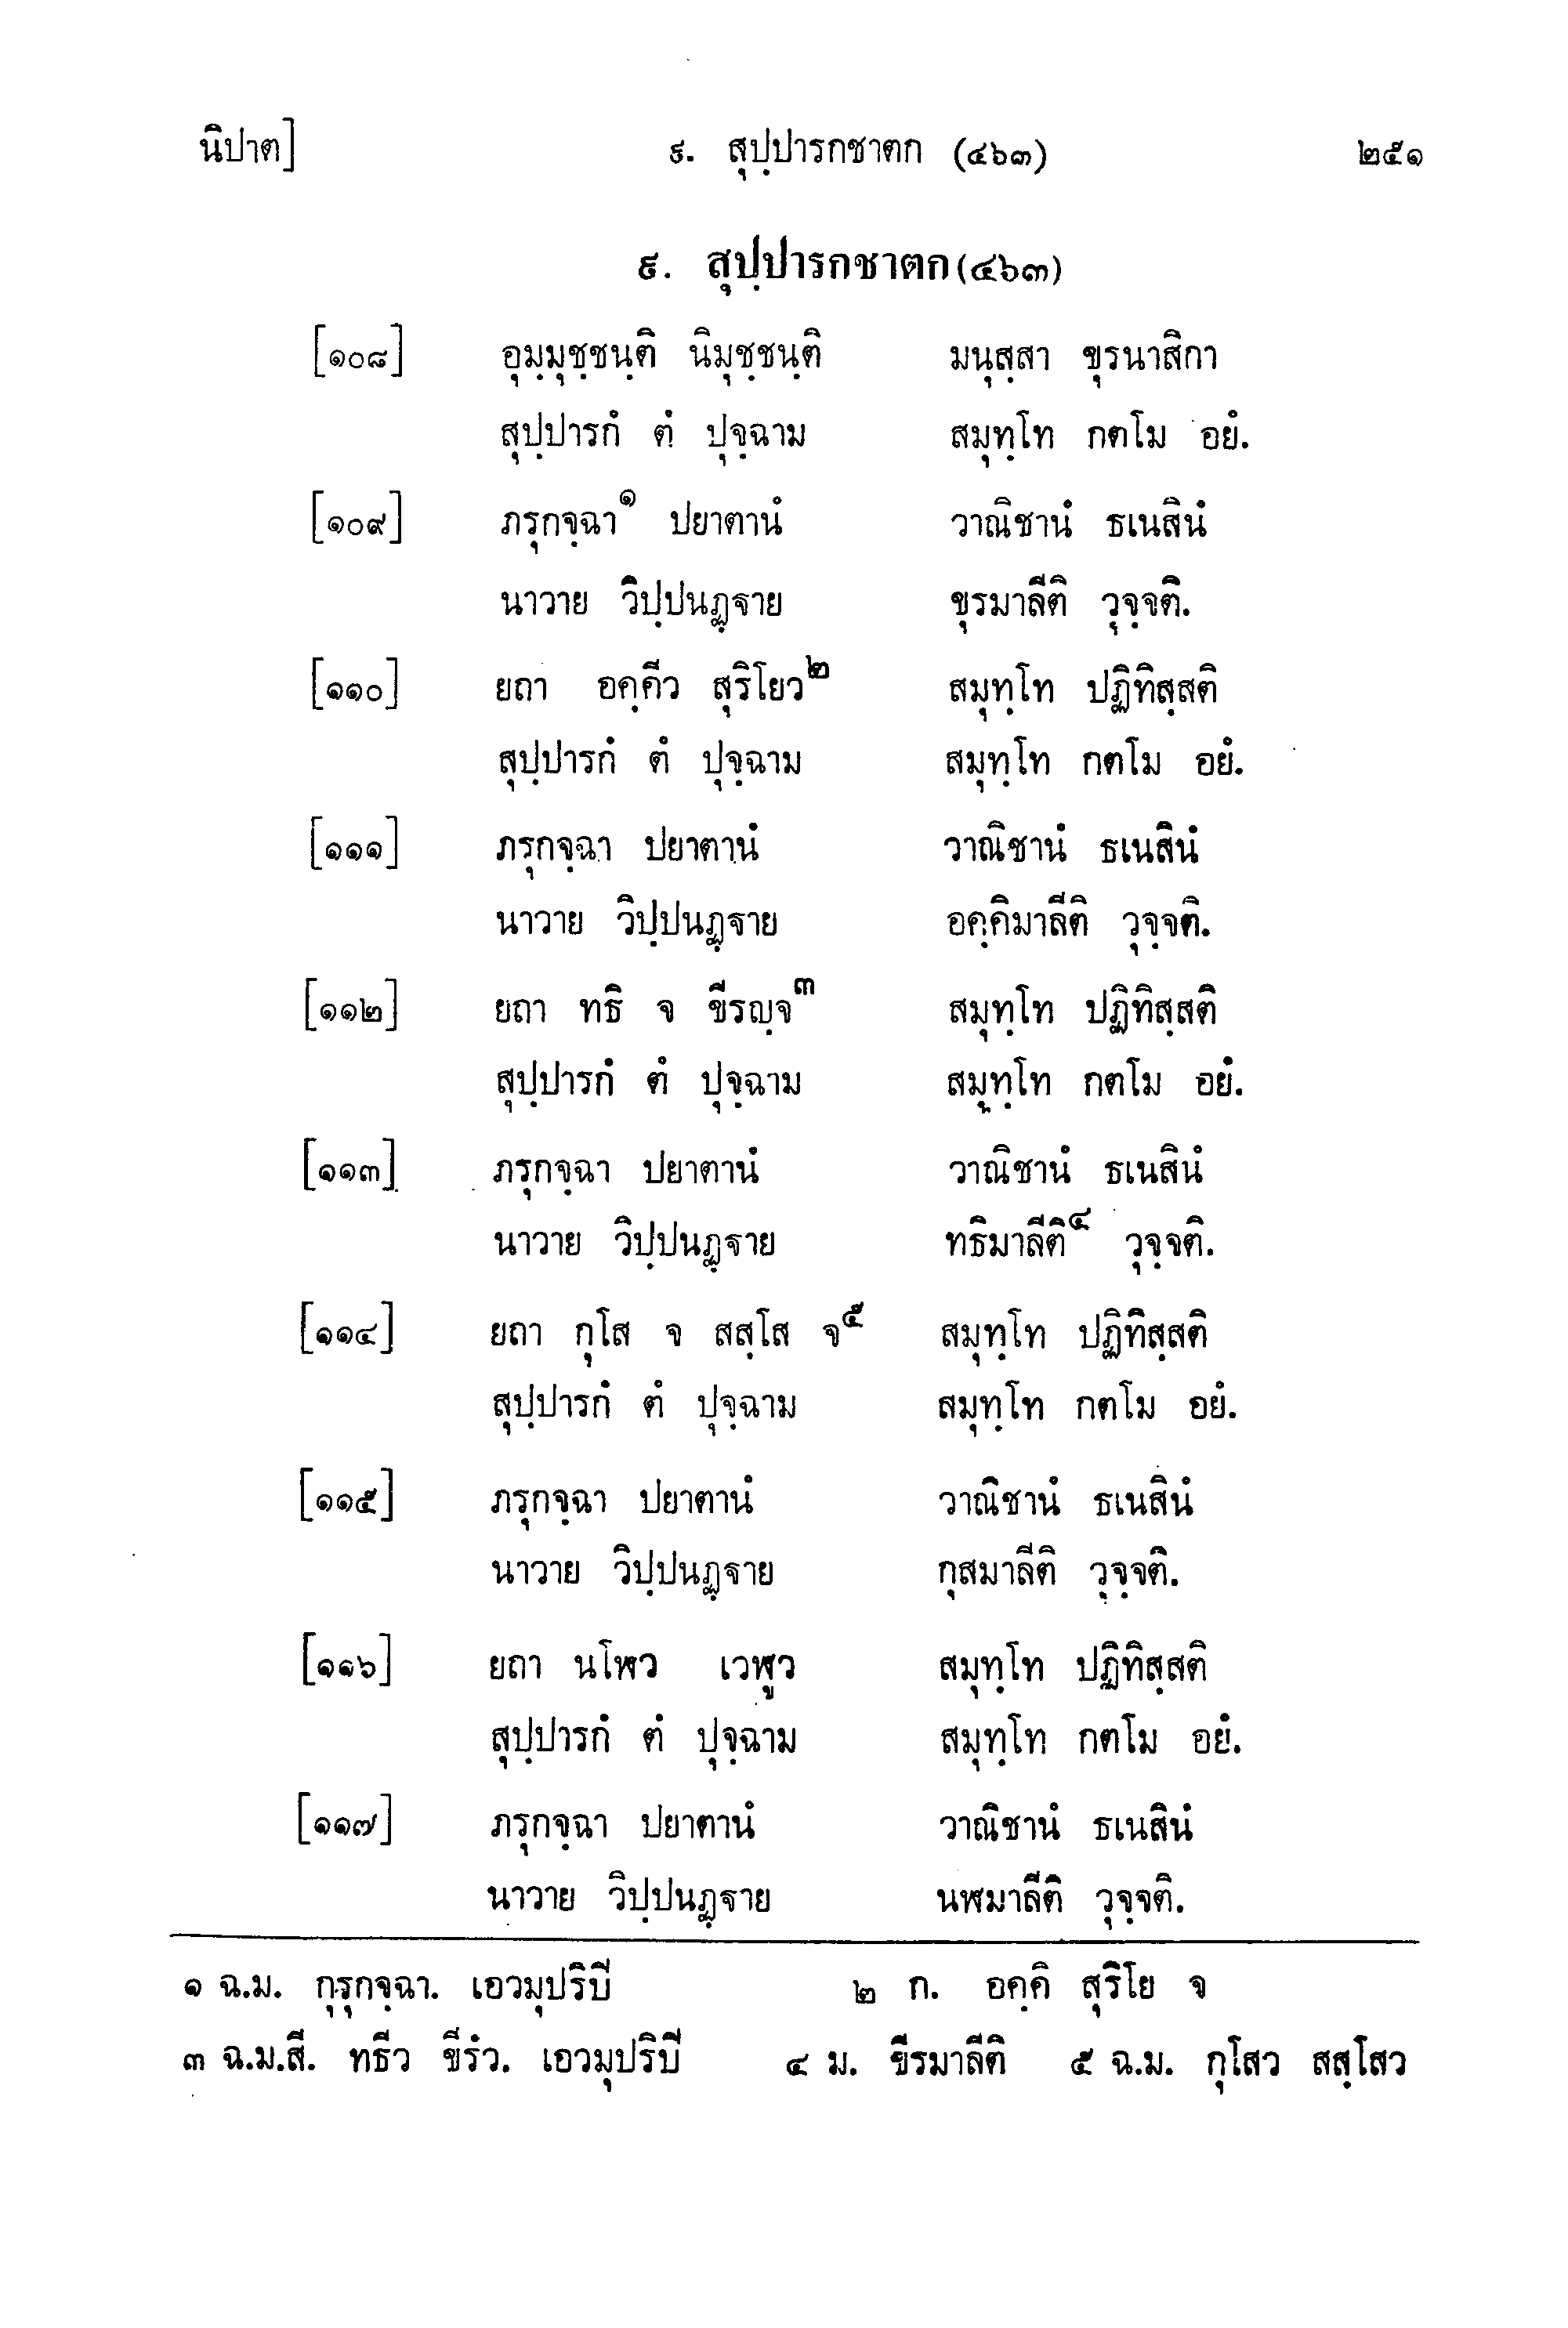 นิปาต] ๙. สุปฺปารกชาตก (๔๖๓) ๒๕๑
๙. สุปฺปารกชาตก (๔๖๓)
[๑๐๘] อุมฺมุชฺชนฺติ นิมุชฺชนฺติ มนุสฺสา ขุรนาสิกา
สุปฺปารกํ ตํ ปุจฺฉาม สมุทฺโท กตโม อยํ.
[๑๐๙] ภรุกจฺฉา๑ ปยาตานํ วาณิชานํ ธเนสินํ
นาวาย วิปฺปนฏฺฐาย ขุรมาลีติ วุจฺจติ.
[๑๑๐] ยถา อคฺคีว สุริโยว๒ สมุทฺโท ปฏิทิสฺสติ
สุปฺปารกํ ตํ ปุจฺฉาม สมุทฺโท กตโม อยํ.
[๑๑๑] ภรุกจฺฉา ปยาตานํ วาณิชานํ ธเนสินํ
นาวาย วิปฺปนฏฺฐาย อคฺคิมาลีติ วุจฺจติ.
[๑๑๒] ยถา ทธิ จ ขีรญฺจ๓ สมุทฺโท ปฏิทิสฺสติ
สุปฺปารกํ ตํ ปุจฺฉาม สมุทฺโท กตโม อยํ.
[๑๑๓] ภรุกจฺฉา ปยาตานํ วาณิชานํ ธเนสินํ
นาวาย วิปฺปนฏฺฐาย ทธิมาลีติ๔ วุจฺจติ.
[๑๑๔] ยถา กุโส จ สสฺโส จ๕ สมุทฺโท ปฏิทิสฺสติ
สุปฺปารกํ ตํ ปุจฺฉาม สมุทฺโท กตโม อยํ.
[๑๑๕] ภรุกจฺฉา ปยาตานํ วาณิชานํ ธเนสินํ
นาวาย วิปฺปนฏฺฐาย กุสมาลีติ วุจฺจติ.
[๑๑๖] ยถา นโฬว เวฬูว สมุทฺโท ปฏิทิสฺสติ
สุปฺปารกํ ตํ ปุจฺฉาม สมุทฺโท กตโม อยํ.
[๑๑๗] ภรุกจฺฉา ปยาตานํ วาณิชานํ ธเนสินํ
นาวาย วิปฺปนฏฺฐาย นฬมาลีติ วุจฺจติ.
๑ ฉ.ม. กุรุกจฺฉา. เอวมุปริปี ๒ ก. อคฺคิ สุริโย จ
๓ ฉ.ม.สี. ทธีว ขีรํว. เอวมุปริปี ๔ ม. ขีรมาลีติ ๕ ฉ.ม. กุโสว สสฺโสว